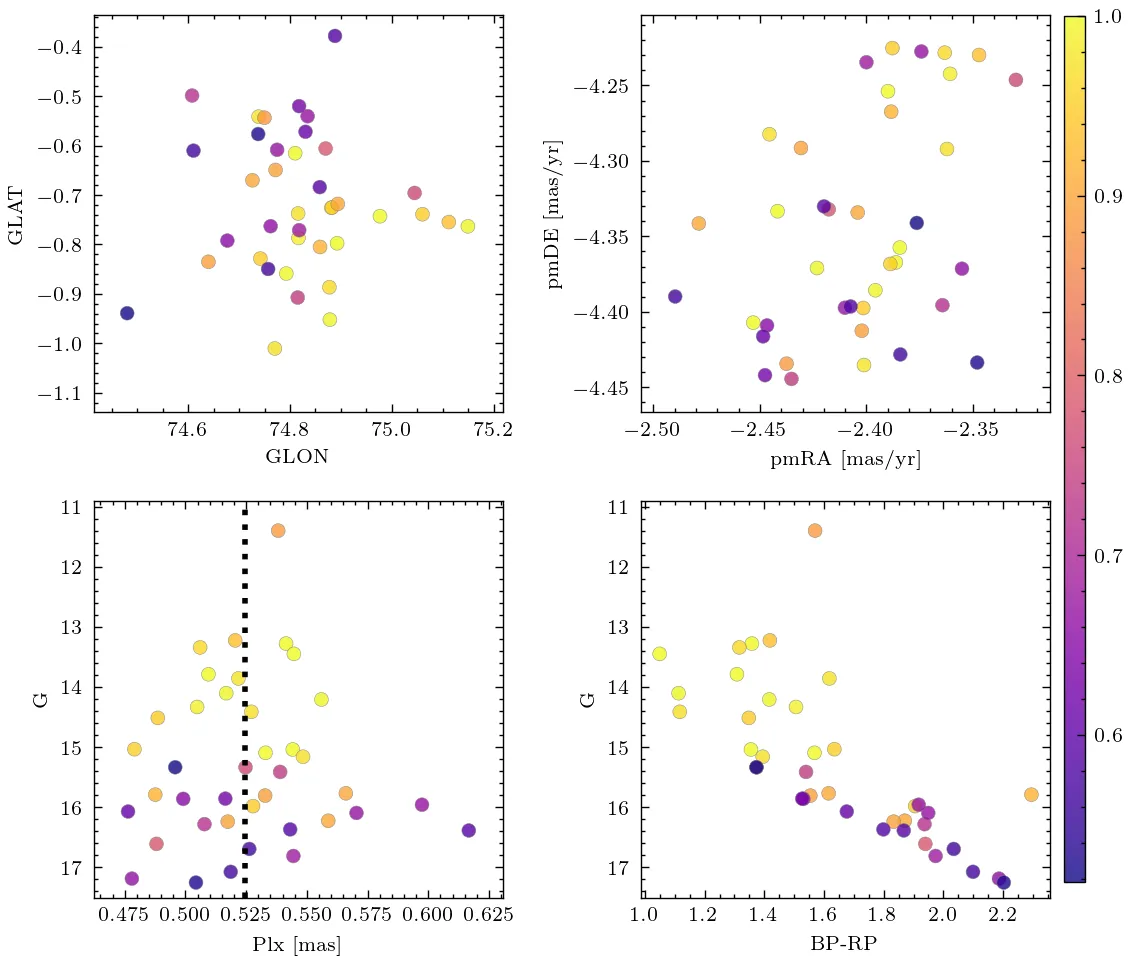 −0.4
−0.5
−0.6
−0.7
−0.8
−0.9
−1.0
−1.1
GLAT
74.6 74.8 75.0 75.2
GLON
−4.25
−4.30
−4.35
−4.40
−4.45
pmDE [mas/yr]
−2.50 −2.45 −2.40 −2.35
pmRA [mas/yr]
1.0
0.9
0.8
0.7
0.6
11
12
13
14
15
16
17
G
0.475 0.500 0.525 0.550 0.575 0.600 0.625
Plx [mas]
11
12
13
14
15
16
17
G
1.0 1.2 1.4 1.6 1.8 2.0 2.2
BP-RP